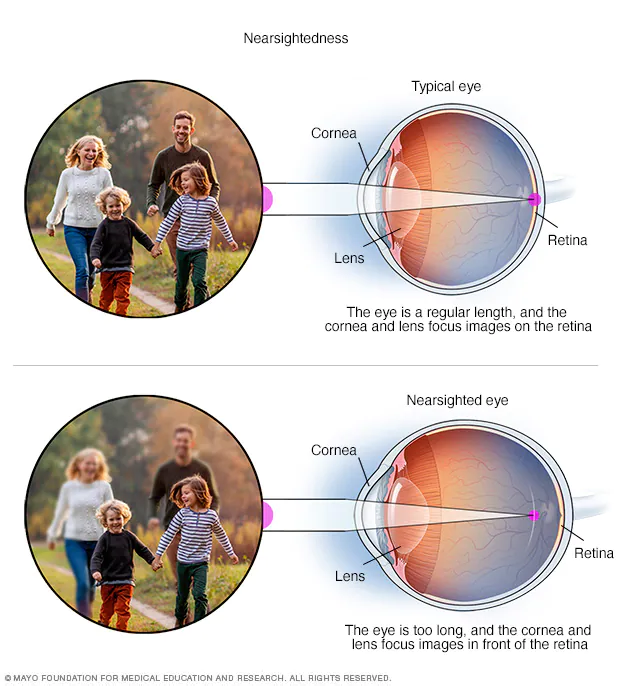 Nearsightedness
Typical eye
Cornea
Lens
Retina
The eye is a regular length, and the
cornea and lens focus images on the retina
Nearsighted eye
Cornea
Lens
Retina
The eye is too long, and the cornea and
lens focus images in front of the retina
© MAYO FOUNDATION FOR MEDICAL EDUCATION AND RESEARCH. ALL RIGHTS RESERVED.